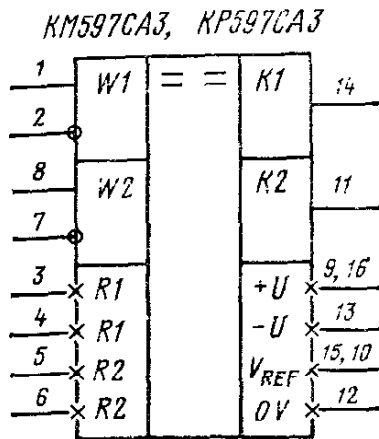 КМ597СА3, КР597СА3
1 W1 = = K1 14
2
8 W2 K2 11
7
3 R1 +U 9, 16
4 R1 -U 13
5 R2 VREF 15, 10
6 R2 0V 12